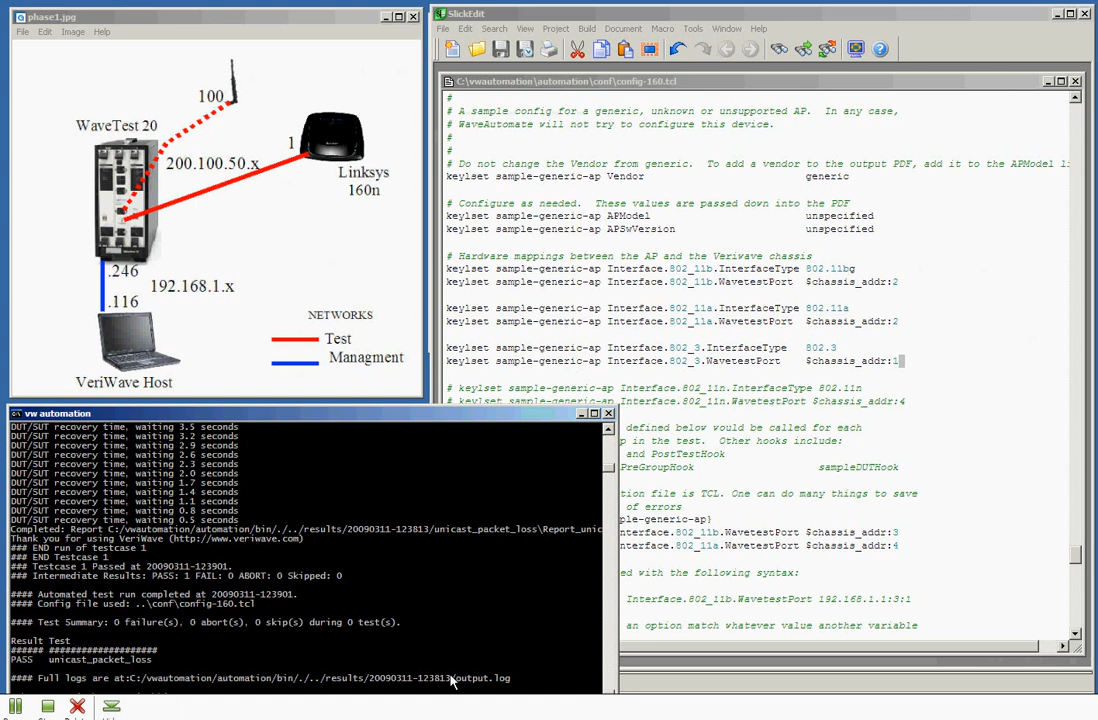 phase1.jpg
File Edit Image Help
100
WaveTest 20
1
200.100.50.x
Linksys
160n
.246
192.168.1.x
.116
NETWORKS
Test
Managment
VeriWave Host
SlickEdit
File Edit Search View Project Build Document Macro Tools Window Help
C:\vwautomation\automation\conf\config-160.tcl
#
# A sample config for a generic, unknown or unsupported AP. In any case,
# WaveAutomate will not try to configure this device.
#
#
# Do not change the Vendor from generic. To add a vendor to the output PDF, add it to the APModel li
keylset sample-generic-ap Vendor generic
# Configure as needed. These values are passed down into the PDF
keylset sample-generic-ap APModel unspecified
keylset sample-generic-ap APSwVersion unspecified
# Hardware mappings between the AP and the Verivave chassis
keylset sample-generic-ap Interface.802_11b.InterfaceType 802.11bg
keylset sample-generic-ap Interface.802_11b.WavetestPort $chassis_addr:2
keylset sample-generic-ap Interface.802_11a.InterfaceType 802.11a
keylset sample-generic-ap Interface.802_11a.WavetestPort $chassis_addr:2
keylset sample-generic-ap Interface.802_3.InterfaceType 802.3
keylset sample-generic-ap Interface.802_3.WavetestPort $chassis_addr:1
# keylset sample-generic-ap Interface.802_11n.InterfaceType 802.11n
# keylset sample-generic-ap Interface.802_11n.WavetestPort $chassis_addr:4
defined below would be called for each
p in the test. Other hooks include:
and PostTestHook
PreGroupHook sampleDUTHook
tion file is TCL. One can do many things to save
of errors
ple-generic-ap}
nterface.802_11b.WavetestPort $chassis_addr:3
nterface.802_11a.WavetestPort $chassis_addr:4
ed with the following syntax:
Interface.802_11b.WavetestPort 192.168.1.1:3:1
an option match whatever value another variable
vw automation
DUT/SUT recovery time, waiting 3.5 seconds
DUT/SUT recovery time, waiting 3.2 seconds
DUT/SUT recovery time, waiting 2.9 seconds
DUT/SUT recovery time, waiting 2.6 seconds
DUT/SUT recovery time, waiting 2.3 seconds
DUT/SUT recovery time, waiting 2.0 seconds
DUT/SUT recovery time, waiting 1.7 seconds
DUT/SUT recovery time, waiting 1.4 seconds
DUT/SUT recovery time, waiting 1.1 seconds
DUT/SUT recovery time, waiting 0.8 seconds
DUT/SUT recovery time, waiting 0.5 seconds
Completed: Report C:/vwautomation/automation/bin/./../results/20090311-123813/unicast_packet_loss\Report_unic
Thank you for using VeriWave (http://www.veriwave.com)
### END run of testcase 1
### END Testcase 1
### Testcase 1 Passed at 20090311-123901.
### Intermediate Results: PASS: 1 FAIL: 0 ABORT: 0 Skipped: 0
#### Automated test run completed at 20090311-123901.
#### Config file used: ..\conf\config-160.tcl
#### Test Summary: 0 failure(s), 0 abort(s), 0 skip(s) during 0 test(s).
Result Test
###### ####################
PASS unicast_packet_loss
#### Full logs are at:C:/vwautomation/automation/bin/./../results/20090311-123813/output.log